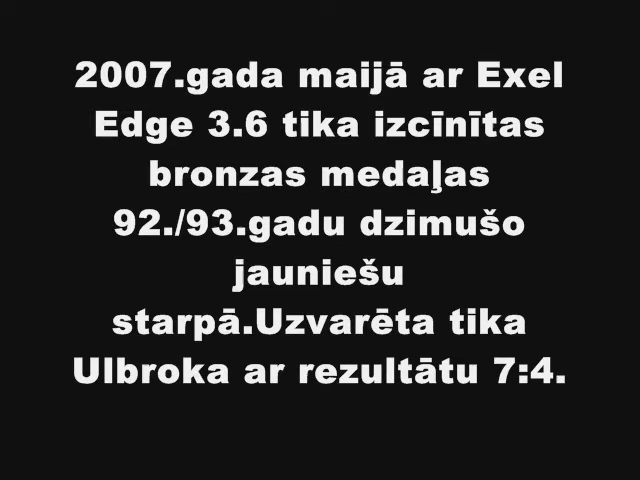 2007.gada maijā ar Exel
Edge 3.6 tika izcīnītas
bronzas medaļas
92./93.gadu dzimušo
jauniešu
starpā.Uzvarēta tika
Ulbroka ar rezultātu 7:4.